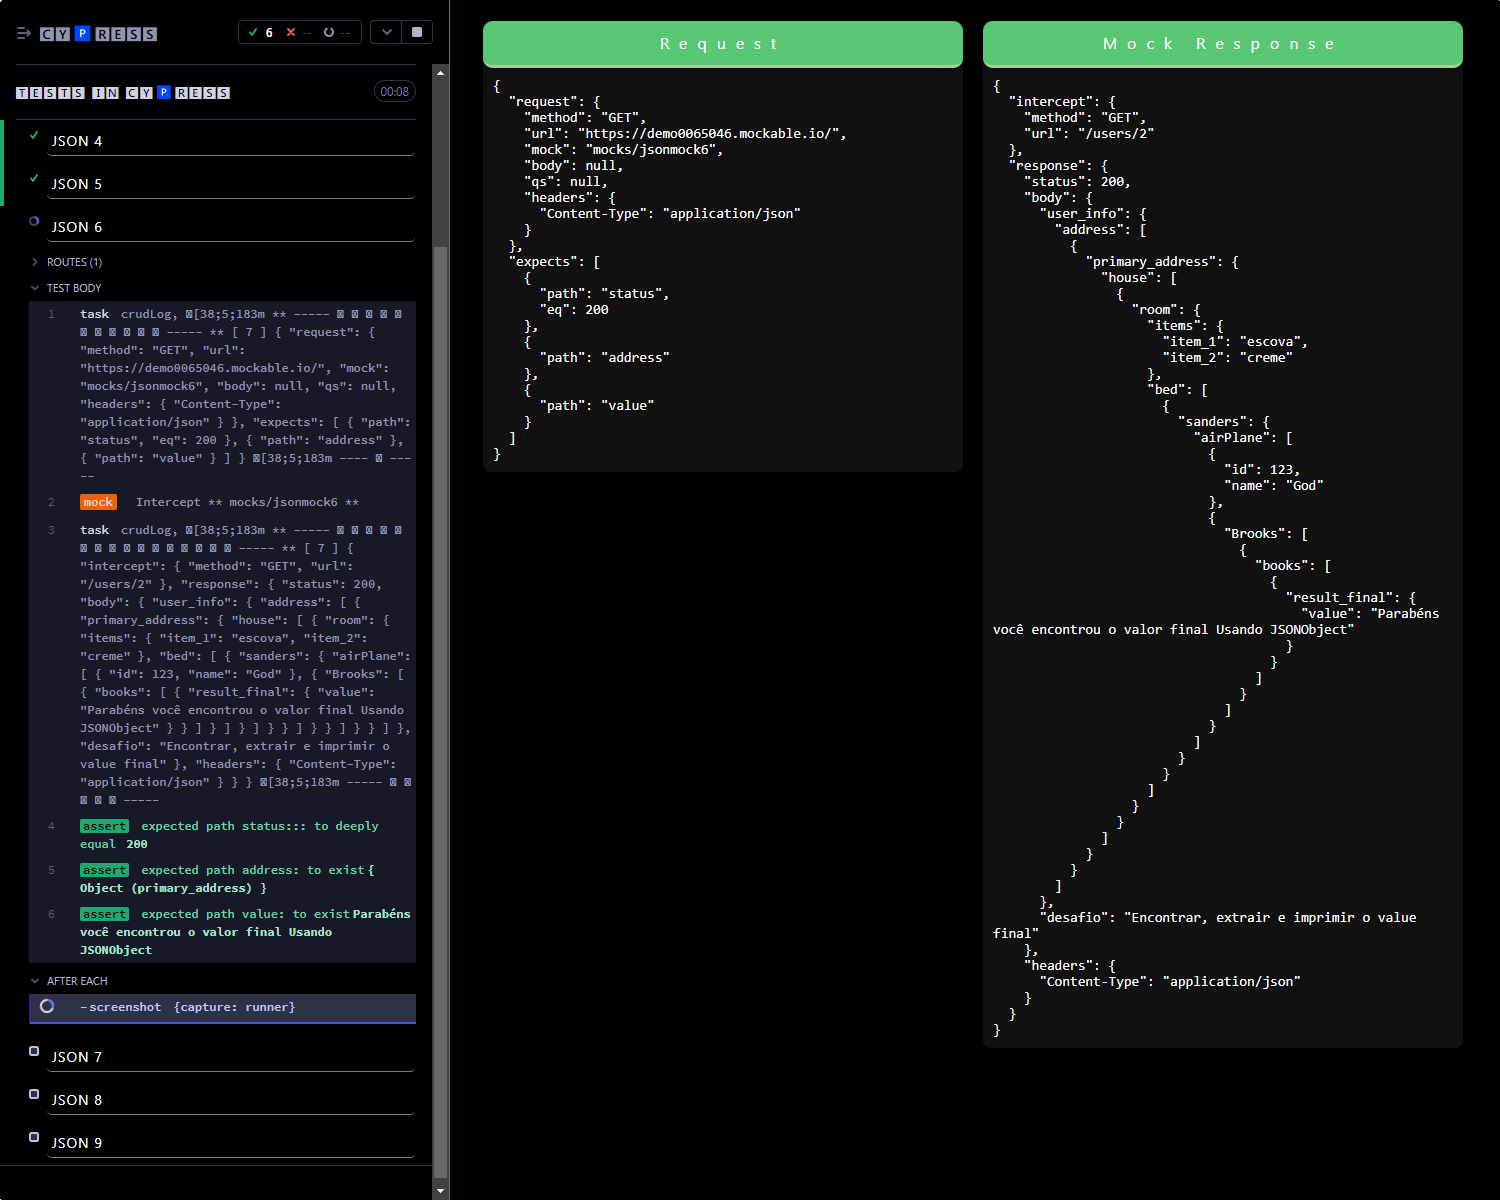 CYPRESS
6 -- --
TESTS IN CYPRESS
00:08
JSON 4
JSON 5
JSON 6
ROUTES (1)
TEST BODY
1 task crudLog, [38;5;183m ** -----
----- ** [ 7 ] { "request": {
"method": "GET", "url":
"https://demo0065046.mockable.io/", "mock":
"mocks/jsonmock6", "body": null, "qs": null,
"headers": { "Content-Type":
"application/json" } }, "expects": [ { "path":
"status", "eq": 200 }, { "path": "address" },
{ "path": "value" } ] } [38;5;183m ---- ---
--
2 mock Intercept ** mocks/jsonmock6 **
3 task crudLog, [38;5;183m ** -----
----- ** [ 7 ] {
"intercept": { "method": "GET", "url":
"/users/2" }, "response": { "status": 200,
"body": { "user_info": { "address": [ {
"primary_address": { "house": [ { "room": {
"items": { "item_1": "escova", "item_2":
"creme" }, "bed": [ { "sanders": { "airPlane":
[ { "id": 123, "name": "God" }, { "Brooks": [
{ "books": [ { "result_final": { "value":
"Parabéns você encontrou o valor final Usando
JSONObject" } } ] } ] } ] } } ] } } ] } } ] },
"desafio": "Encontrar, extrair e imprimir o
value final" }, "headers": { "Content-Type":
"application/json" } } } [38;5;183m -----
-----
4 assert expected path status::: to deeply
equal 200
5 assert expected path address: to exist {
Object (primary_address) }
6 assert expected path value: to exist Parabéns
você encontrou o valor final Usando
JSONObject
AFTER EACH
-screenshot {capture: runner}
JSON 7
JSON 8
JSON 9
Request
{
"request": {
"method": "GET",
"url": "https://demo0065046.mockable.io/",
"mock": "mocks/jsonmock6",
"body": null,
"qs": null,
"headers": {
"Content-Type": "application/json"
}
},
"expects": [
{
"path": "status",
"eq": 200
},
{
"path": "address"
},
{
"path": "value"
}
]
}
Mock Response
{
"intercept": {
"method": "GET",
"url": "/users/2"
},
"response": {
"status": 200,
"body": {
"user_info": {
"address": [
{
"primary_address": {
"house": [
{
"room": {
"items": {
"item_1": "escova",
"item_2": "creme"
},
"bed": [
{
"sanders": {
"airPlane": [
{
"id": 123,
"name": "God"
},
{
"Brooks": [
{
"books": [
{
"result_final": {
"value": "Parabéns
você encontrou o valor final Usando JSONObject"
}
}
]
}
]
}
]
}
}
]
}
}
]
}
}
]
},
"desafio": "Encontrar, extrair e imprimir o value
final"
},
"headers": {
"Content-Type": "application/json"
}
}
}